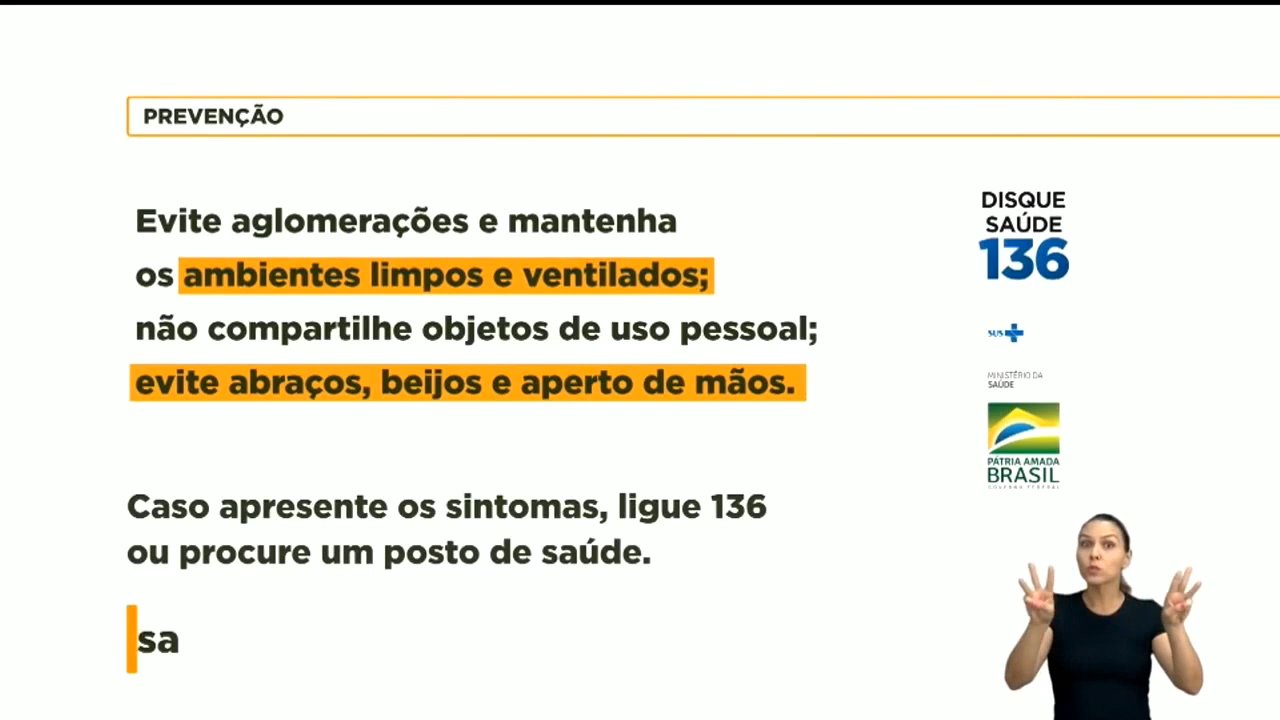 PREVENÇÃO
Evite aglomerações e mantenha
os ambientes limpos e ventilados;
não compartilhe objetos de uso pessoal;
evite abraços, beijos e aperto de mãos.
Caso apresente os sintomas, ligue 136
ou procure um posto de saúde.
sa
DISQUE
SAÚDE
136
SUS
MINISTÉRIO DA
SAÚDE
PÁTRIA AMADA
BRASIL
GOVERNO FEDERAL